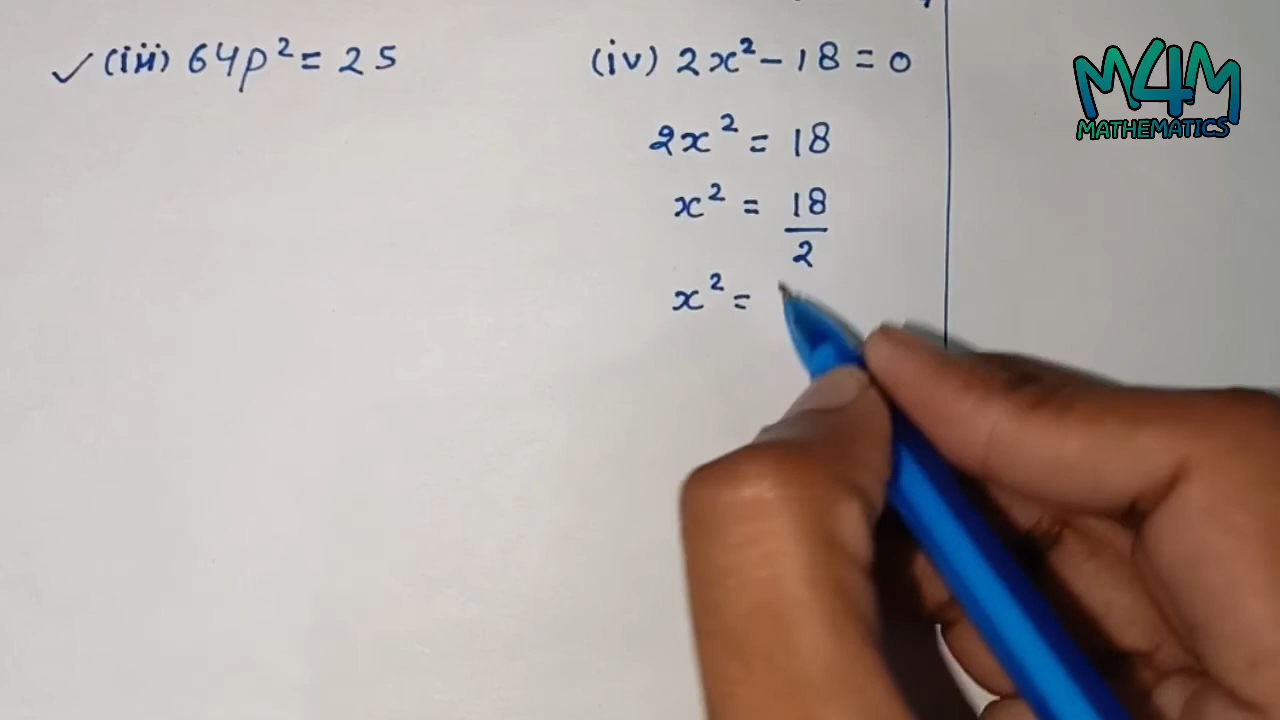 ✓ (iii) 64p² = 25
(iv) 2x² - 18 = 0
2x² = 18
x² = 18/2
x² =
M4M
MATHEMATICS